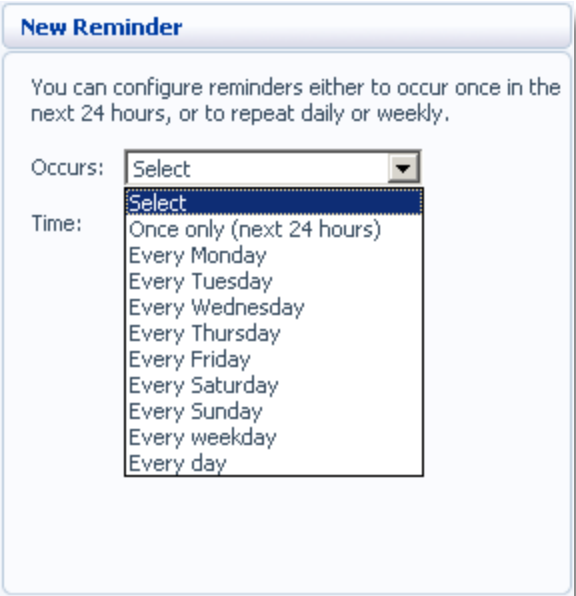 New Reminder
You can configure reminders either to occur once in the
next 24 hours, or to repeat daily or weekly.
Occurs: Select
Select
Time:
Once only (next 24 hours)
Every Monday
Every Tuesday
Every Wednesday
Every Thursday
Every Friday
Every Saturday
Every Sunday
Every weekday
Every day